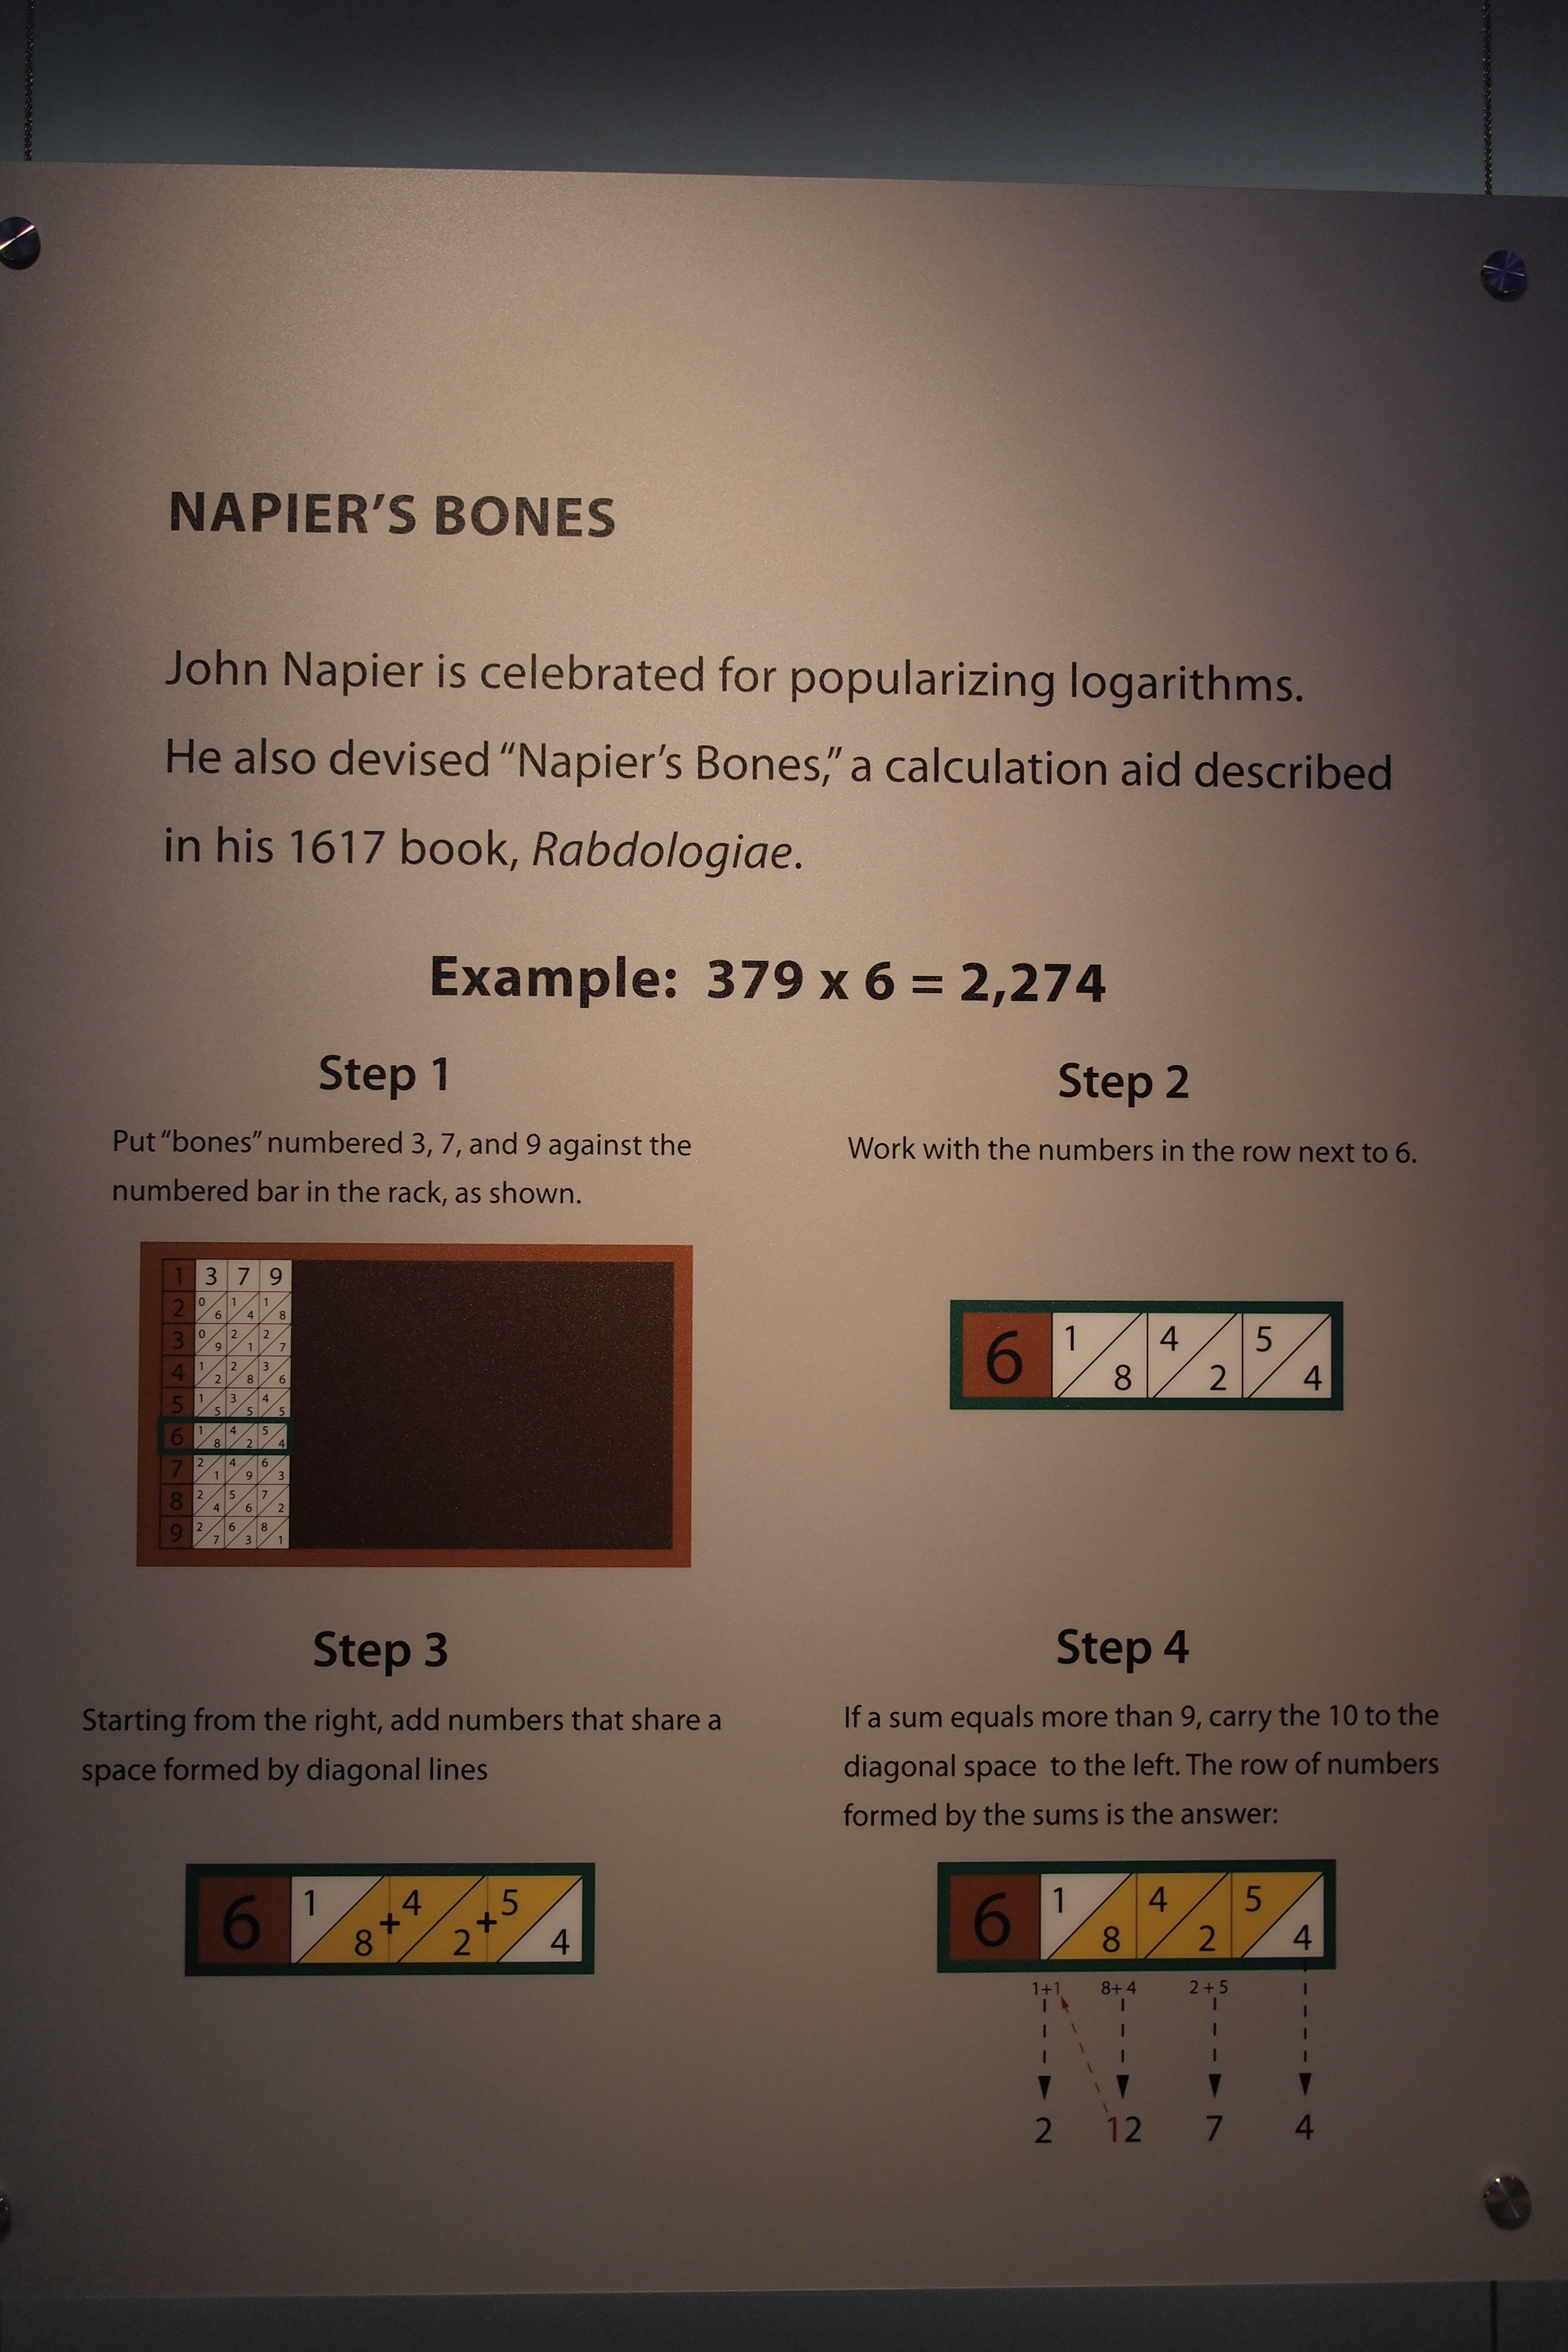 NAPIER’S BONES
John Napier is celebrated for popularizing logarithms.
He also devised “Napier’s Bones,” a calculation aid described
in his 1617 book, Rabdologiae.
Example: 379 x 6 = 2,274
Step 1
Put “bones” numbered 3, 7, and 9 against the
numbered bar in the rack, as shown.
1 3 7 9
2 0/6 1/4 1/8
3 0/9 2/1 2/7
4 1/2 2/8 3/6
5 1/5 3/5 4/5
6 1/8 4/2 5/4
7 2/1 4/9 6/3
8 2/4 5/6 7/2
9 2/7 6/3 8/1
Step 2
Work with the numbers in the row next to 6.
6 1/8 4/2 5/4
Step 3
Starting from the right, add numbers that share a
space formed by diagonal lines
6 1/8 + 4/2 + 5/4
Step 4
If a sum equals more than 9, carry the 10 to the
diagonal space to the left. The row of numbers
formed by the sums is the answer:
6 1/8 4/2 5/4
1+1 8+4 2+5
2 12 7 4